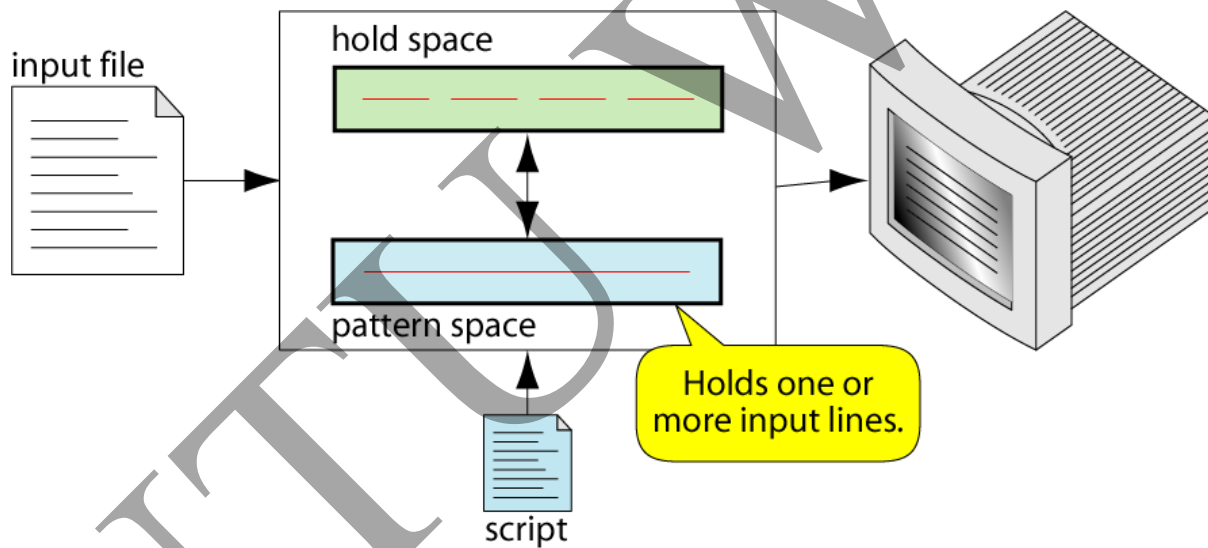 hold space
input file
pattern space
Holds one or
more input lines.
script